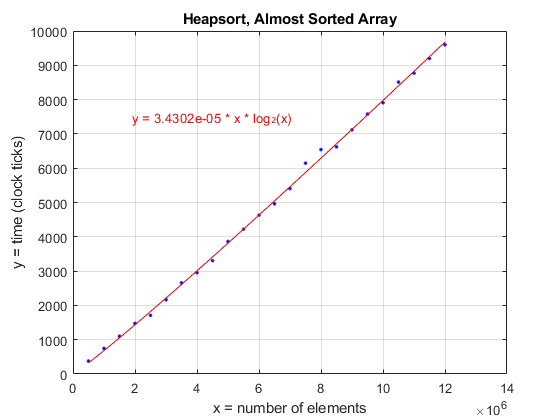 Heapsort, Almost Sorted Array
10000
9000
8000
7000
6000
5000
4000
3000
2000
1000
0
y = time (clock ticks)
y = 3.4302e-05 * x * log₂(x)
0 2 4 6 8 10 12 14
×10⁶
x = number of elements